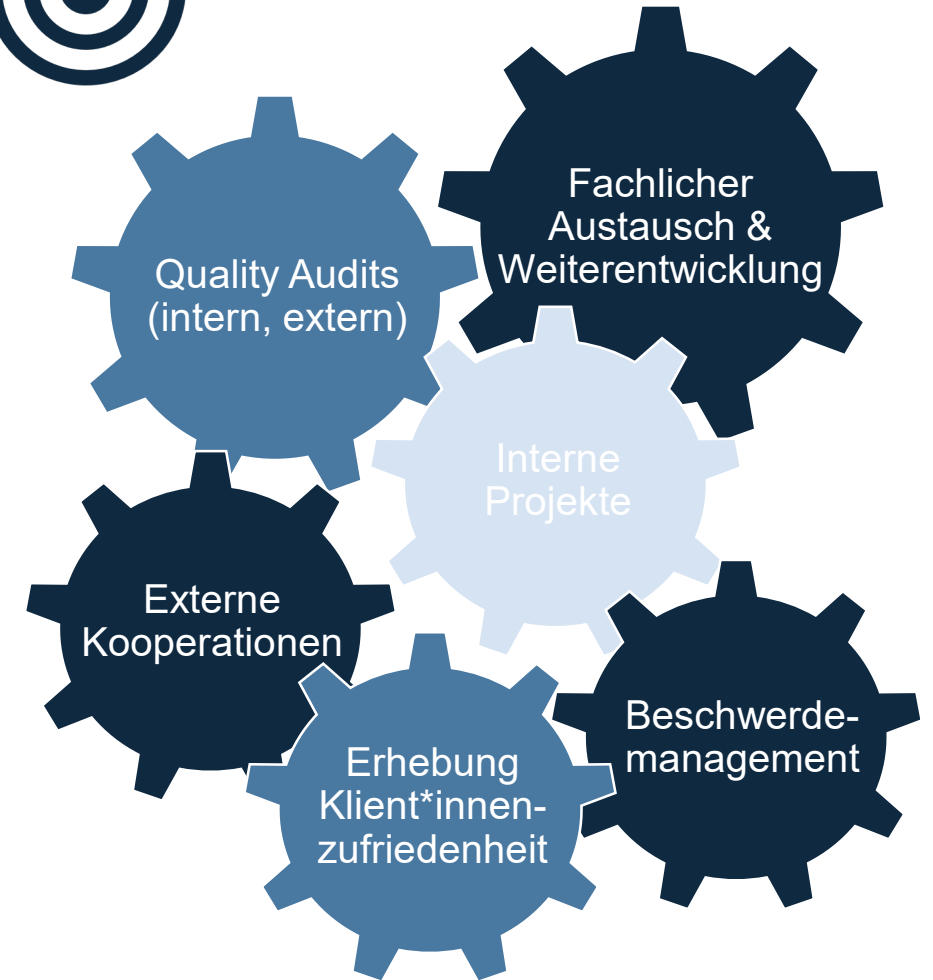 Fachlicher
Austausch &
Weiterentwicklung
Quality Audits
(intern, extern)
Interne
Projekte
Externe
Kooperationen
Beschwerde-
management
Erhebung
Klient*innen-
zufriedenheit